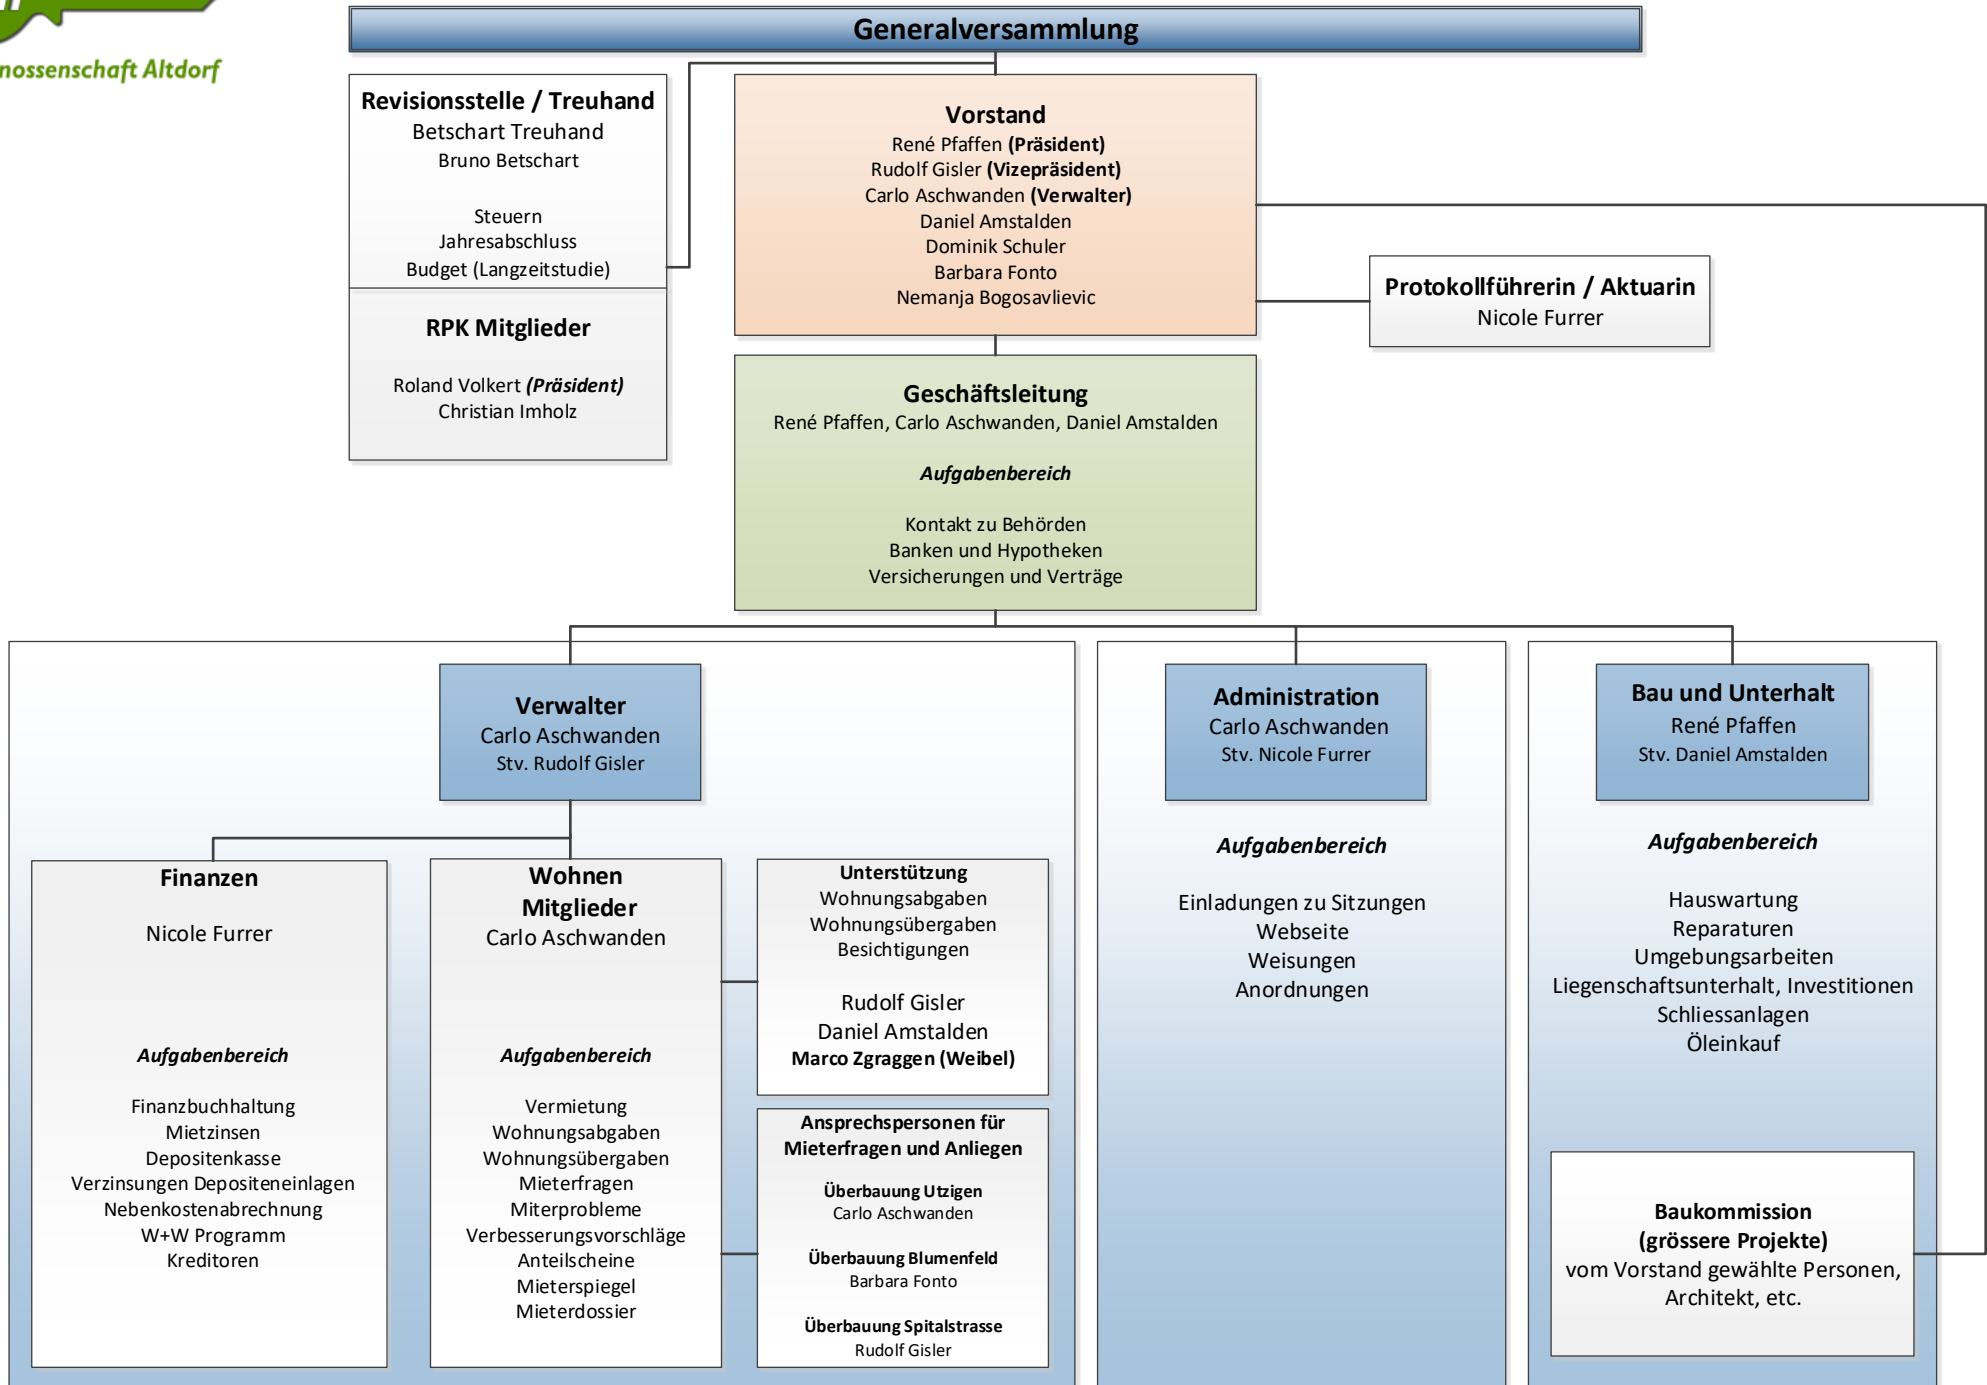 nossenschaft Altdorf
Generalversammlung
Revisionsstelle / Treuhand
Betschart Treuhand
Bruno Betschart
Steuern
Jahresabschluss
Budget (Langzeitstudie)
RPK Mitglieder
Roland Volkert (Präsident)
Christian Imholz
Vorstand
René Pfaffen (Präsident)
Rudolf Gisler (Vizepräsident)
Carlo Aschwanden (Verwalter)
Daniel Amstalden
Dominik Schuler
Barbara Fonto
Nemanja Bogosavlievic
Protokollführerin / Aktuarin
Nicole Furrer
Geschäftsleitung
René Pfaffen, Carlo Aschwanden, Daniel Amstalden
Aufgabenbereich
Kontakt zu Behörden
Banken und Hypotheken
Versicherungen und Verträge
Verwalter
Carlo Aschwanden
Stv. Rudolf Gisler
Finanzen
Nicole Furrer
Aufgabenbereich
Finanzbuchhaltung
Mietzinsen
Depositenkasse
Verzinsungen Depositeneinlagen
Nebenkostenabrechnung
W+W Programm
Kreditoren
Wohnen
Mitglieder
Carlo Aschwanden
Aufgabenbereich
Vermietung
Wohnungsabgaben
Wohnungsübergaben
Mieterfragen
Miterprobleme
Verbesserungsvorschläge
Anteilscheine
Mieterspiegel
Mieterdossier
Unterstützung
Wohnungsabgaben
Wohnungsübergaben
Besichtigungen
Rudolf Gisler
Daniel Amstalden
Marco Zgraggen (Weibel)
Ansprechspersonen für
Mieterfragen und Anliegen
Überbauung Utzigen
Carlo Aschwanden
Überbauung Blumenfeld
Barbara Fonto
Überbauung Spitalstrasse
Rudolf Gisler
Administration
Carlo Aschwanden
Stv. Nicole Furrer
Aufgabenbereich
Einladungen zu Sitzungen
Webseite
Weisungen
Anordnungen
Bau und Unterhalt
René Pfaffen
Stv. Daniel Amstalden
Aufgabenbereich
Hauswartung
Reparaturen
Umgebungsarbeiten
Liegenschaftsunterhalt, Investitionen
Schliessanlagen
Öleinkauf
Baukommission
(grössere Projekte)
vom Vorstand gewählte Personen,
Architekt, etc.